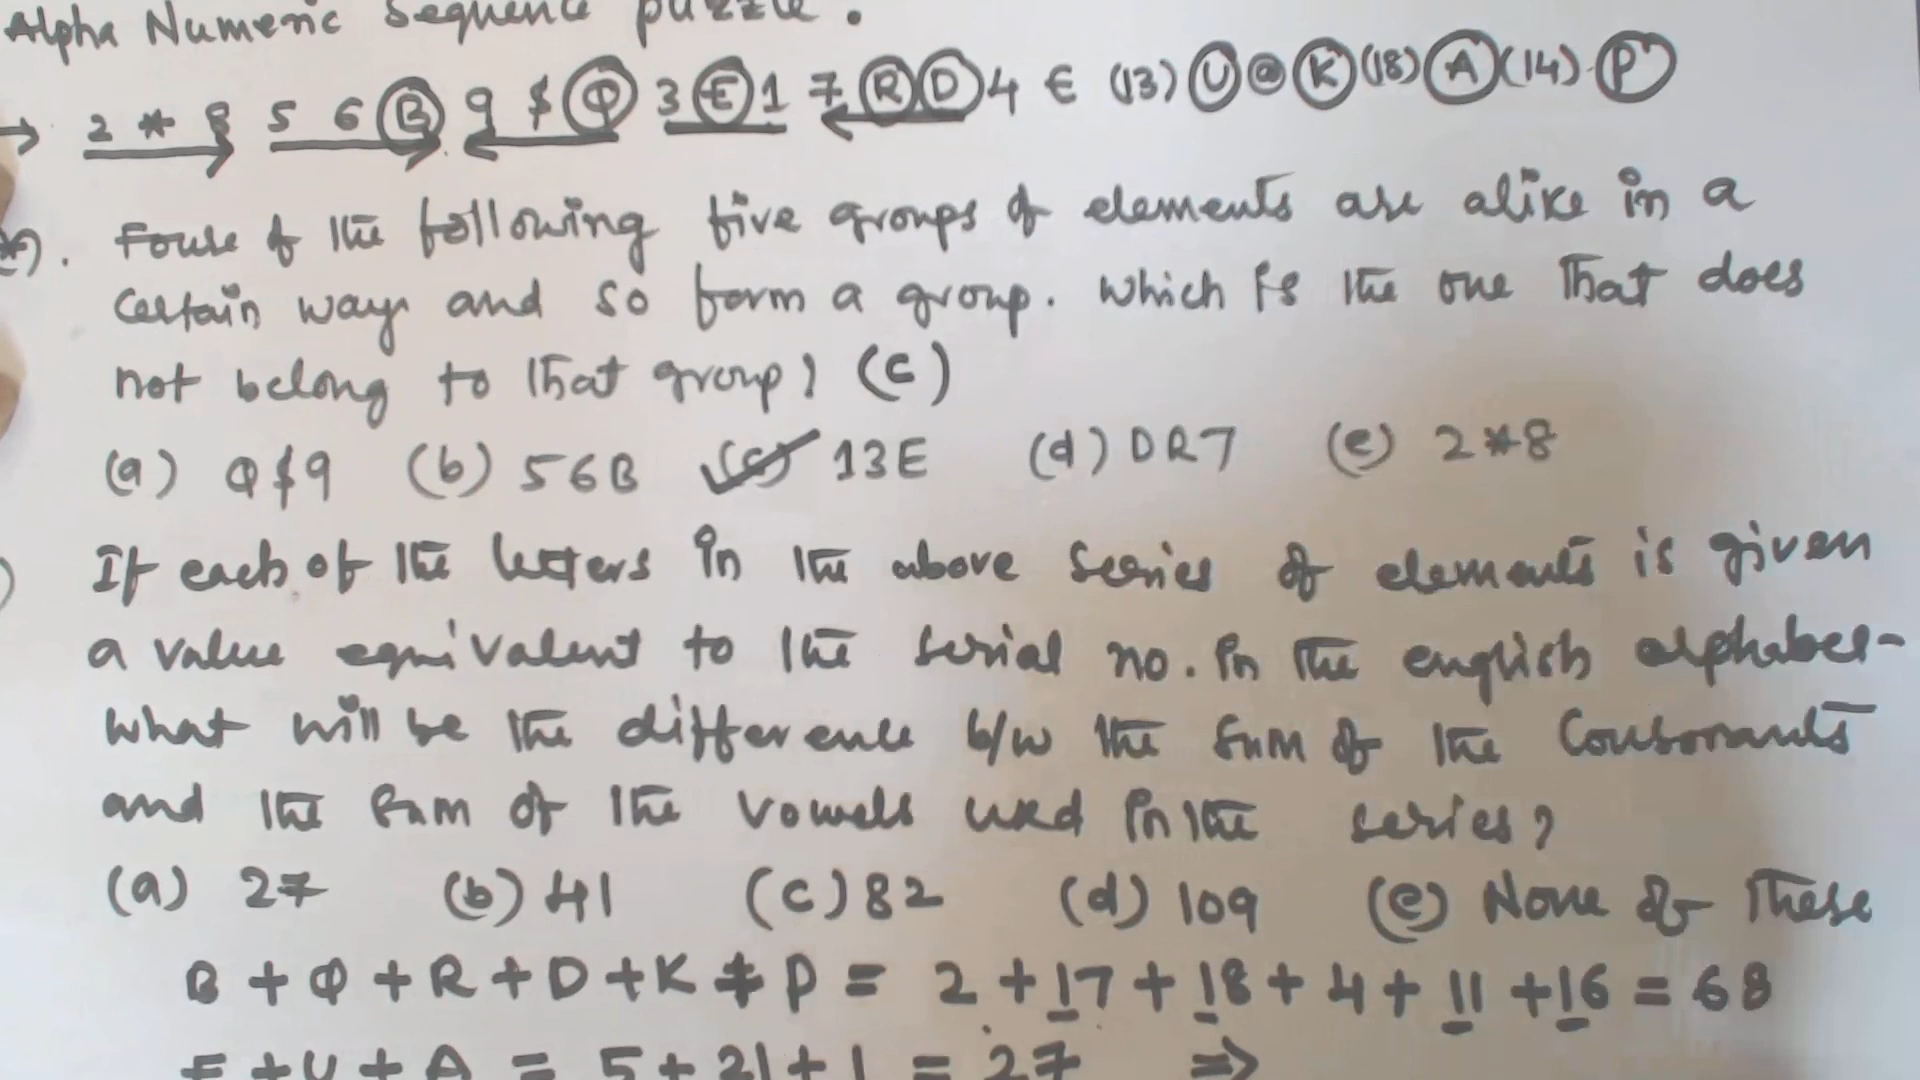 Alpha Numeric Sequence puzzle.
→ 2 * 8 5 6 B 9 $ Q 3 E 1 7 R D 4 € (13) U @ K (18) A (14) P
Foure of the following five groups of elements are alike in a
Certain way and so form a group. Which is the one that does
not belong to that group? (C)
(a) Q$9 (b) 56B (c) 13E (d) DR7 (e) 2*8
If each of the letters in the above series of elements is given
a value equivalent to the serial no. in the english alphabet-
what will be the difference b/w the sum of the Consonants
and the sum of the vowels used in the series?
(a) 27 (b) 41 (c) 82 (d) 109 (e) None of these
B + Q + R + D + K + P = 2 + 17 + 18 + 4 + 11 + 16 = 68
E + U + A = 5 + 21 + 1 = 27 ⇒